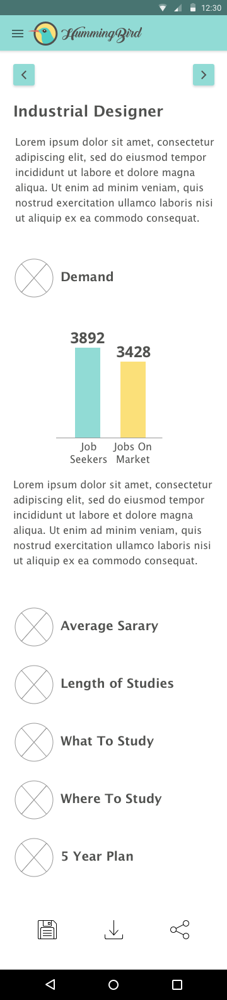 12:30
HummingBird
Industrial Designer
Lorem ipsum dolor sit amet, consectetur
adipiscing elit, sed do eiusmod tempor
incididunt ut labore et dolore magna
aliqua. Ut enim ad minim veniam, quis
nostrud exercitation ullamco laboris nisi
ut aliquip ex ea commodo consequat.
Demand
3892
3428
Job
Seekers
Jobs On
Market
Lorem ipsum dolor sit amet, consectetur
adipiscing elit, sed do eiusmod tempor
incididunt ut labore et dolore magna
aliqua. Ut enim ad minim veniam, quis
nostrud exercitation ullamco laboris nisi
ut aliquip ex ea commodo consequat.
Average Sarary
Length of Studies
What To Study
Where To Study
5 Year Plan